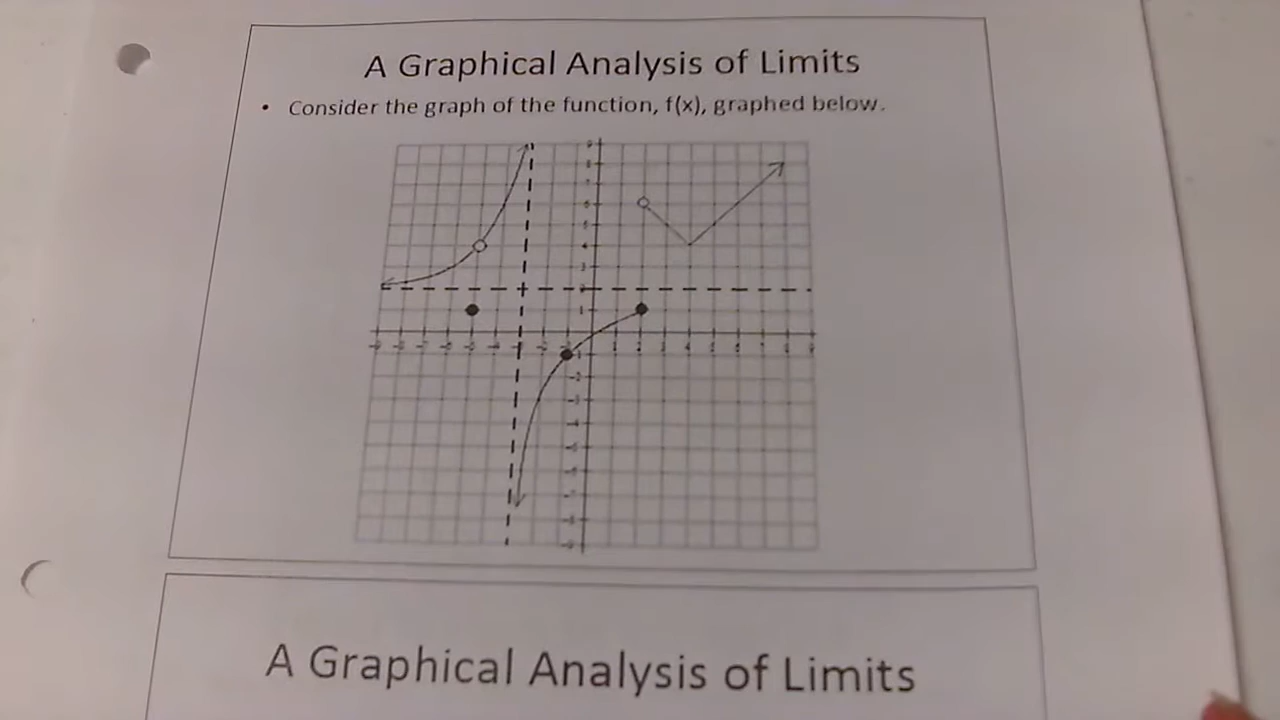 A Graphical Analysis of Limits
• Consider the graph of the function, f(x), graphed below.
A Graphical Analysis of Limits